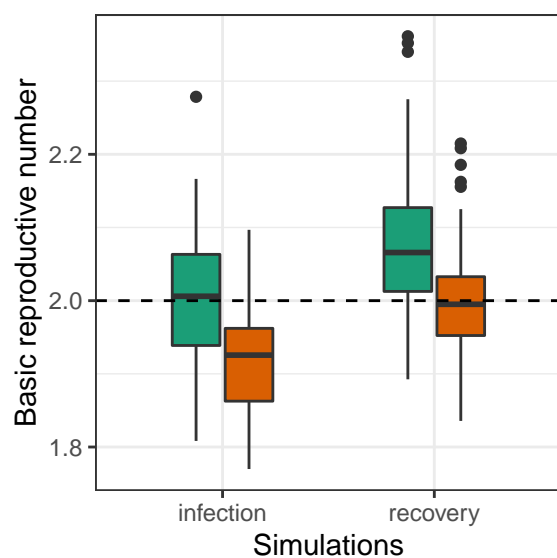 Basic reproductive number
2.2
2.0
1.8
infection recovery
Simulations